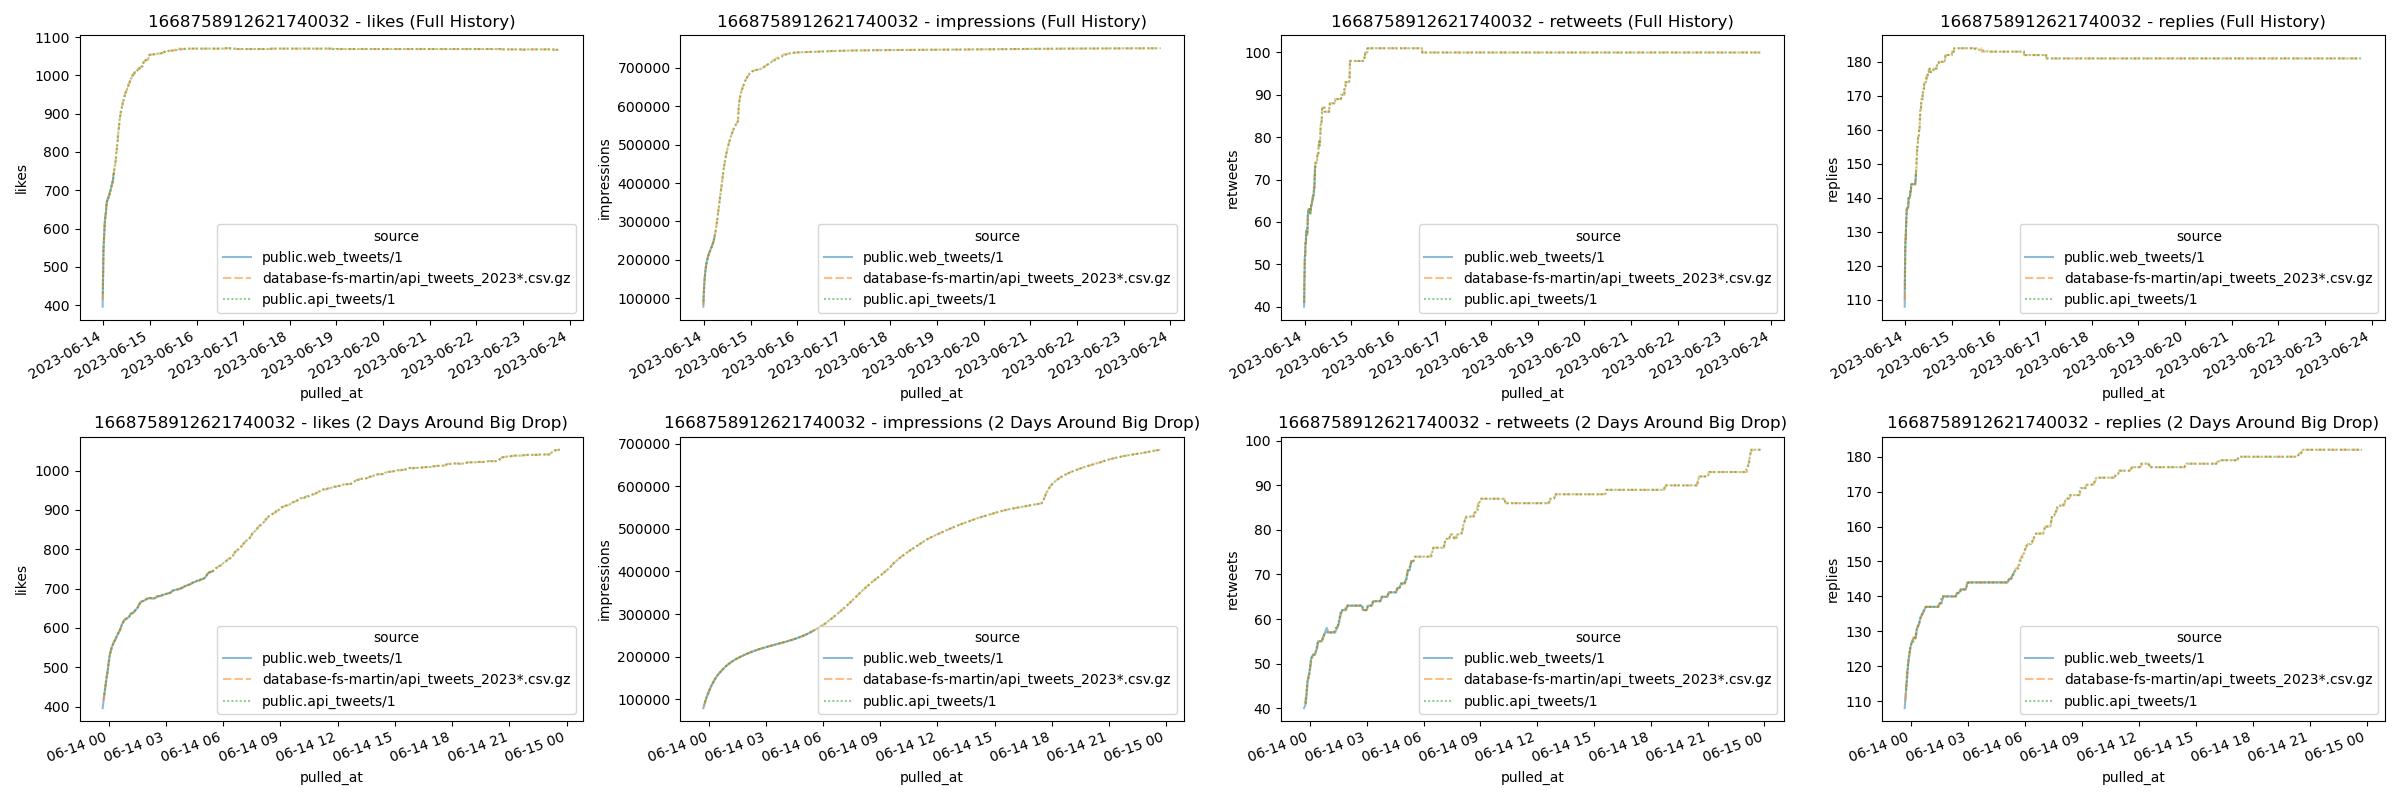 1668758912621740032 - likes (Full History)
likes
1100
1000
900
800
700
600
500
400
source
public.web_tweets/1
database-fs-martin/api_tweets_2023*.csv.gz
public.api_tweets/1
2023-06-14
2023-06-15
2023-06-16
2023-06-17
2023-06-18
2023-06-19
2023-06-20
2023-06-21
2023-06-22
2023-06-23
2023-06-24
pulled_at
1668758912621740032 - impressions (Full History)
impressions
700000
600000
500000
400000
300000
200000
100000
source
public.web_tweets/1
database-fs-martin/api_tweets_2023*.csv.gz
public.api_tweets/1
2023-06-14
2023-06-15
2023-06-16
2023-06-17
2023-06-18
2023-06-19
2023-06-20
2023-06-21
2023-06-22
2023-06-23
2023-06-24
pulled_at
1668758912621740032 - retweets (Full History)
retweets
100
90
80
70
60
50
40
source
public.web_tweets/1
database-fs-martin/api_tweets_2023*.csv.gz
public.api_tweets/1
2023-06-14
2023-06-15
2023-06-16
2023-06-17
2023-06-18
2023-06-19
2023-06-20
2023-06-21
2023-06-22
2023-06-23
2023-06-24
pulled_at
1668758912621740032 - replies (Full History)
replies
180
170
160
150
140
130
120
110
source
public.web_tweets/1
database-fs-martin/api_tweets_2023*.csv.gz
public.api_tweets/1
2023-06-14
2023-06-15
2023-06-16
2023-06-17
2023-06-18
2023-06-19
2023-06-20
2023-06-21
2023-06-22
2023-06-23
2023-06-24
pulled_at
1668758912621740032 - likes (2 Days Around Big Drop)
likes
1000
900
800
700
600
500
400
source
public.web_tweets/1
database-fs-martin/api_tweets_2023*.csv.gz
public.api_tweets/1
06-14 00
06-14 03
06-14 06
06-14 09
06-14 12
06-14 15
06-14 18
06-14 21
06-15 00
pulled_at
1668758912621740032 - impressions (2 Days Around Big Drop)
impressions
700000
600000
500000
400000
300000
200000
100000
source
public.web_tweets/1
database-fs-martin/api_tweets_2023*.csv.gz
public.api_tweets/1
06-14 00
06-14 03
06-14 06
06-14 09
06-14 12
06-14 15
06-14 18
06-14 21
06-15 00
pulled_at
1668758912621740032 - retweets (2 Days Around Big Drop)
retweets
100
90
80
70
60
50
40
source
public.web_tweets/1
database-fs-martin/api_tweets_2023*.csv.gz
public.api_tweets/1
06-14 00
06-14 03
06-14 06
06-14 09
06-14 12
06-14 15
06-14 18
06-14 21
06-15 00
pulled_at
1668758912621740032 - replies (2 Days Around Big Drop)
replies
180
170
160
150
140
130
120
110
source
public.web_tweets/1
database-fs-martin/api_tweets_2023*.csv.gz
public.api_tweets/1
06-14 00
06-14 03
06-14 06
06-14 09
06-14 12
06-14 15
06-14 18
06-14 21
06-15 00
pulled_at